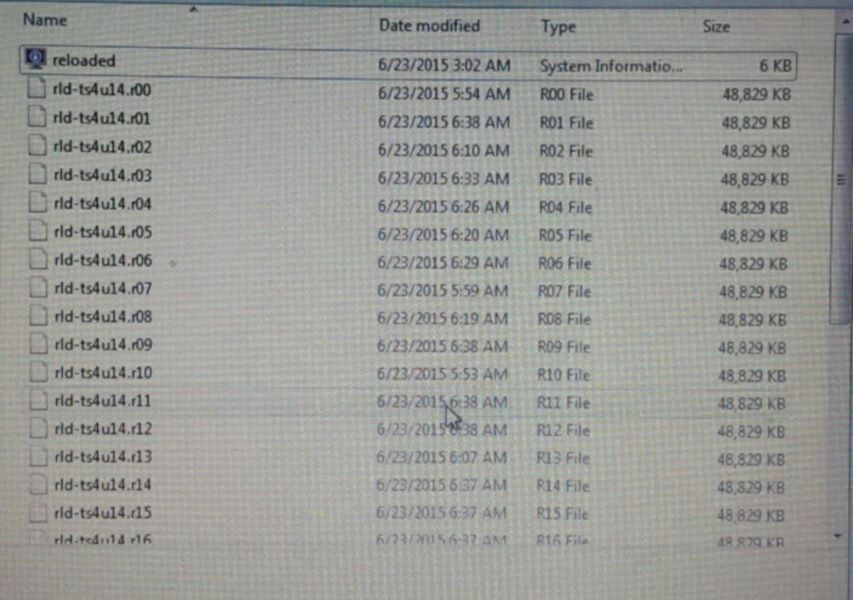 Name Date modified Type Size
reloaded 6/23/2015 3:02 AM System Informatio... 6 KB
rld-ts4u14.r00 6/23/2015 5:54 AM R00 File 48,829 KB
rld-ts4u14.r01 6/23/2015 6:38 AM R01 File 48,829 KB
rld-ts4u14.r02 6/23/2015 6:10 AM R02 File 48,829 KB
rld-ts4u14.r03 6/23/2015 6:33 AM R03 File 48,829 KB
rld-ts4u14.r04 6/23/2015 6:26 AM R04 File 48,829 KB
rld-ts4u14.r05 6/23/2015 6:20 AM R05 File 48,829 KB
rld-ts4u14.r06 6/23/2015 6:29 AM R06 File 48,829 KB
rld-ts4u14.r07 6/23/2015 5:59 AM R07 File 48,829 KB
rld-ts4u14.r08 6/23/2015 6:19 AM R08 File 48,829 KB
rld-ts4u14.r09 6/23/2015 6:38 AM R09 File 48,829 KB
rld-ts4u14.r10 6/23/2015 5:53 AM R10 File 48,829 KB
rld-ts4u14.r11 6/23/2015 6:38 AM R11 File 48,829 KB
rld-ts4u14.r12 6/23/2015 6:38 AM R12 File 48,829 KB
rld-ts4u14.r13 6/23/2015 6:07 AM R13 File 48,829 KB
rld-ts4u14.r14 6/23/2015 6:37 AM R14 File 48,829 KB
rld-ts4u14.r15 6/23/2015 6:37 AM R15 File 48,829 KB
rld-ts4u14.r16 6/23/2015 6:37 AM R16 File 48,829 KB